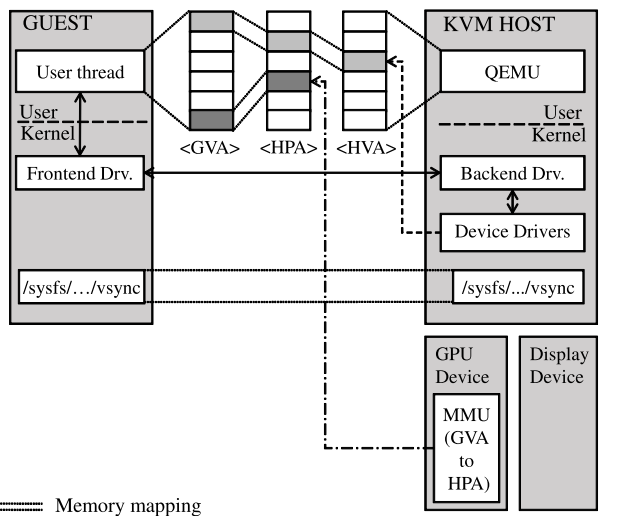 GUEST
User thread
User
Kernel
Frontend Drv.
/sysfs/…/vsync
<GVA>
<HPA>
<HVA>
KVM HOST
QEMU
User
Kernel
Backend Drv.
Device Drivers
/sysfs/.../vsync
GPU
Device
MMU
(GVA
to
HPA)
Display
Device
Memory mapping